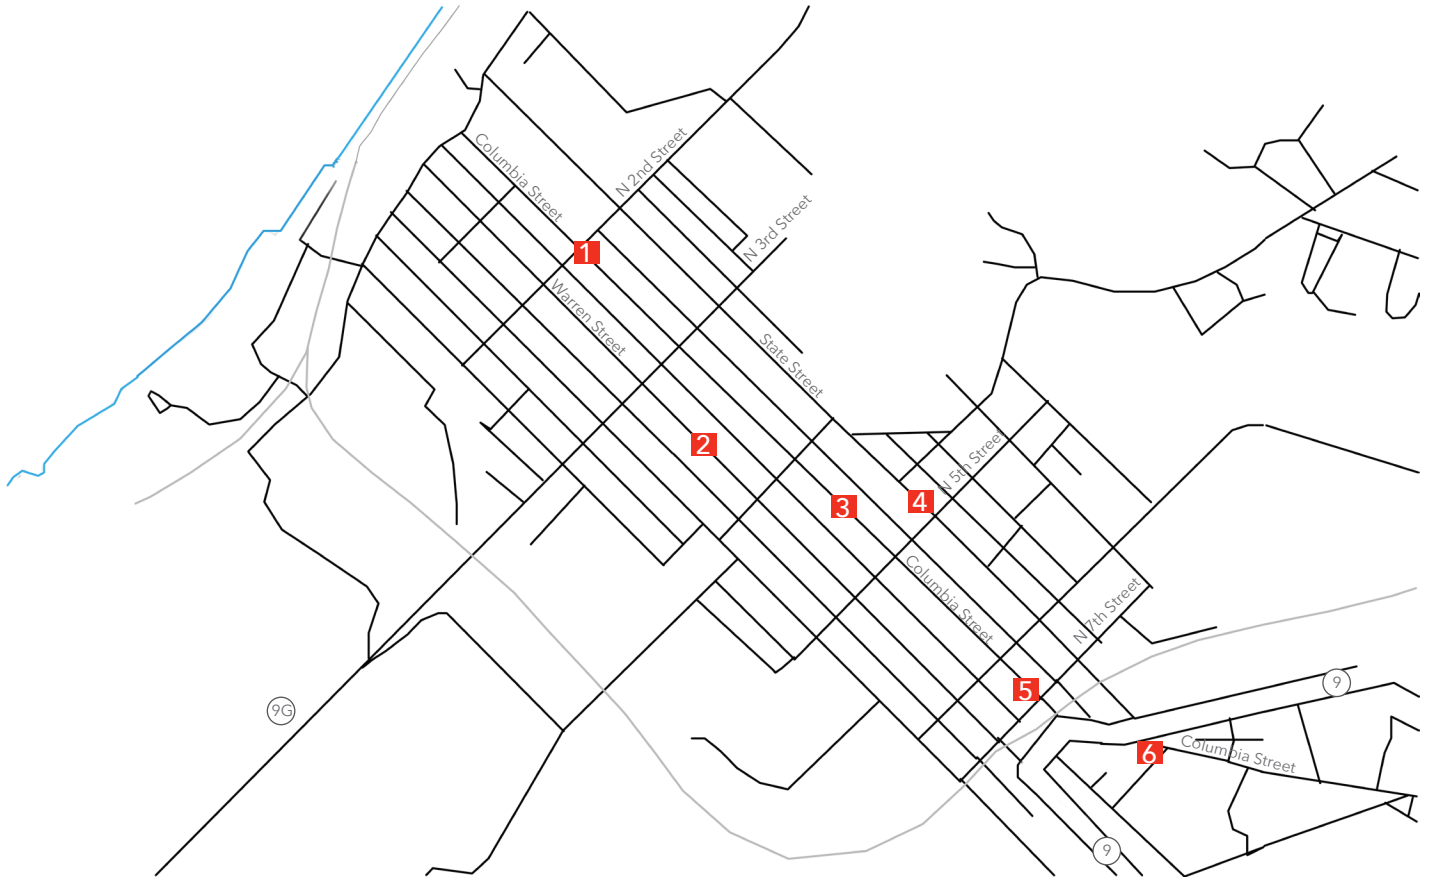 Columbia Street
N 2nd Street
N 3rd Street
1
Warren Street
State Street
2
3
4
N 5th Street
Columbia Street
N 7th Street
5
9
9G
6
Columbia Street
9